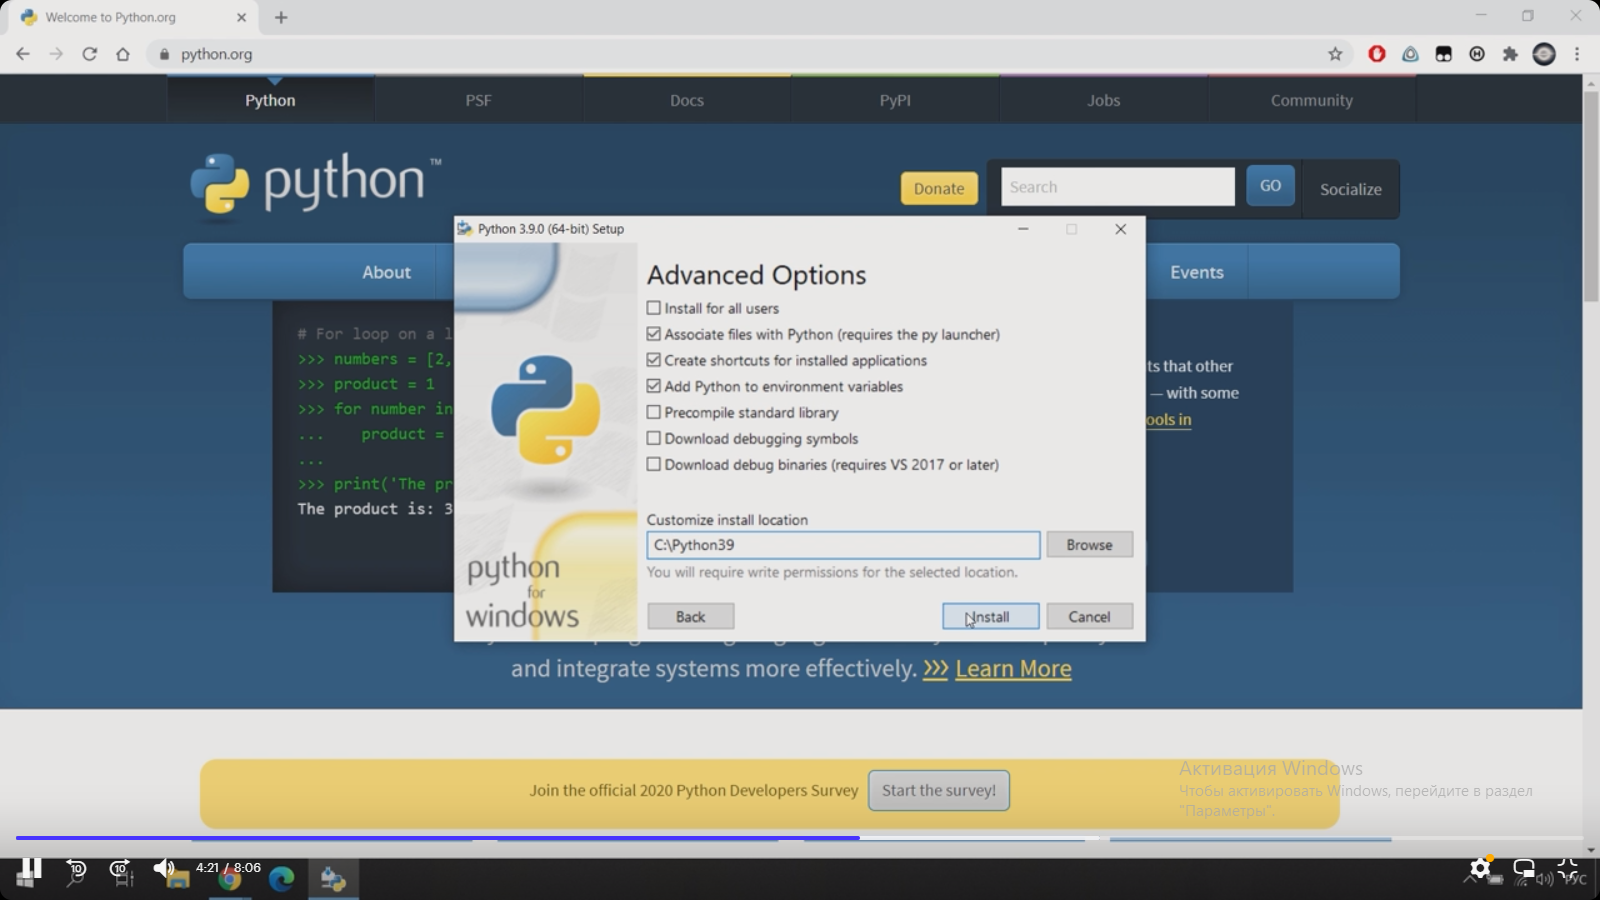 Welcome to Python.org
python.org
Python
PSF
Docs
PyPI
Jobs
Community
python™
Donate
Search
GO
Socialize
About
Events
# For loop on a l
>>> numbers = [2,
>>> product = 1
>>> for number in
... product =
...
>>> print('The pr
The product is: 3
ts that other
— with some
ools in
Python 3.9.0 (64-bit) Setup
Advanced Options
Install for all users
Associate files with Python (requires the py launcher)
Create shortcuts for installed applications
Add Python to environment variables
Precompile standard library
Download debugging symbols
Download debug binaries (requires VS 2017 or later)
Customize install location
C:\Python39
Browse
You will require write permissions for the selected location.
python
for
windows
Back
Install
Cancel
and integrate systems more effectively. >>> Learn More
Join the official 2020 Python Developers Survey
Start the survey!
Активация Windows
Чтобы активировать Windows, перейдите в раздел
"Параметры".
10
10
4:21 / 8:06
РУС